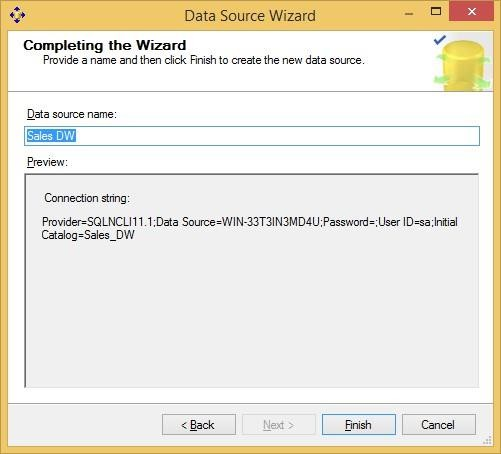 Data Source Wizard
Completing the Wizard
Provide a name and then click Finish to create the new data source.
Data source name:
Sales DW
Preview:
Connection string:
Provider=SQLNCLI11.1;Data Source=WIN-33T3IN3MD4U;Password=;User ID=sa;Initial
Catalog=Sales_DW
< Back
Next >
Finish
Cancel